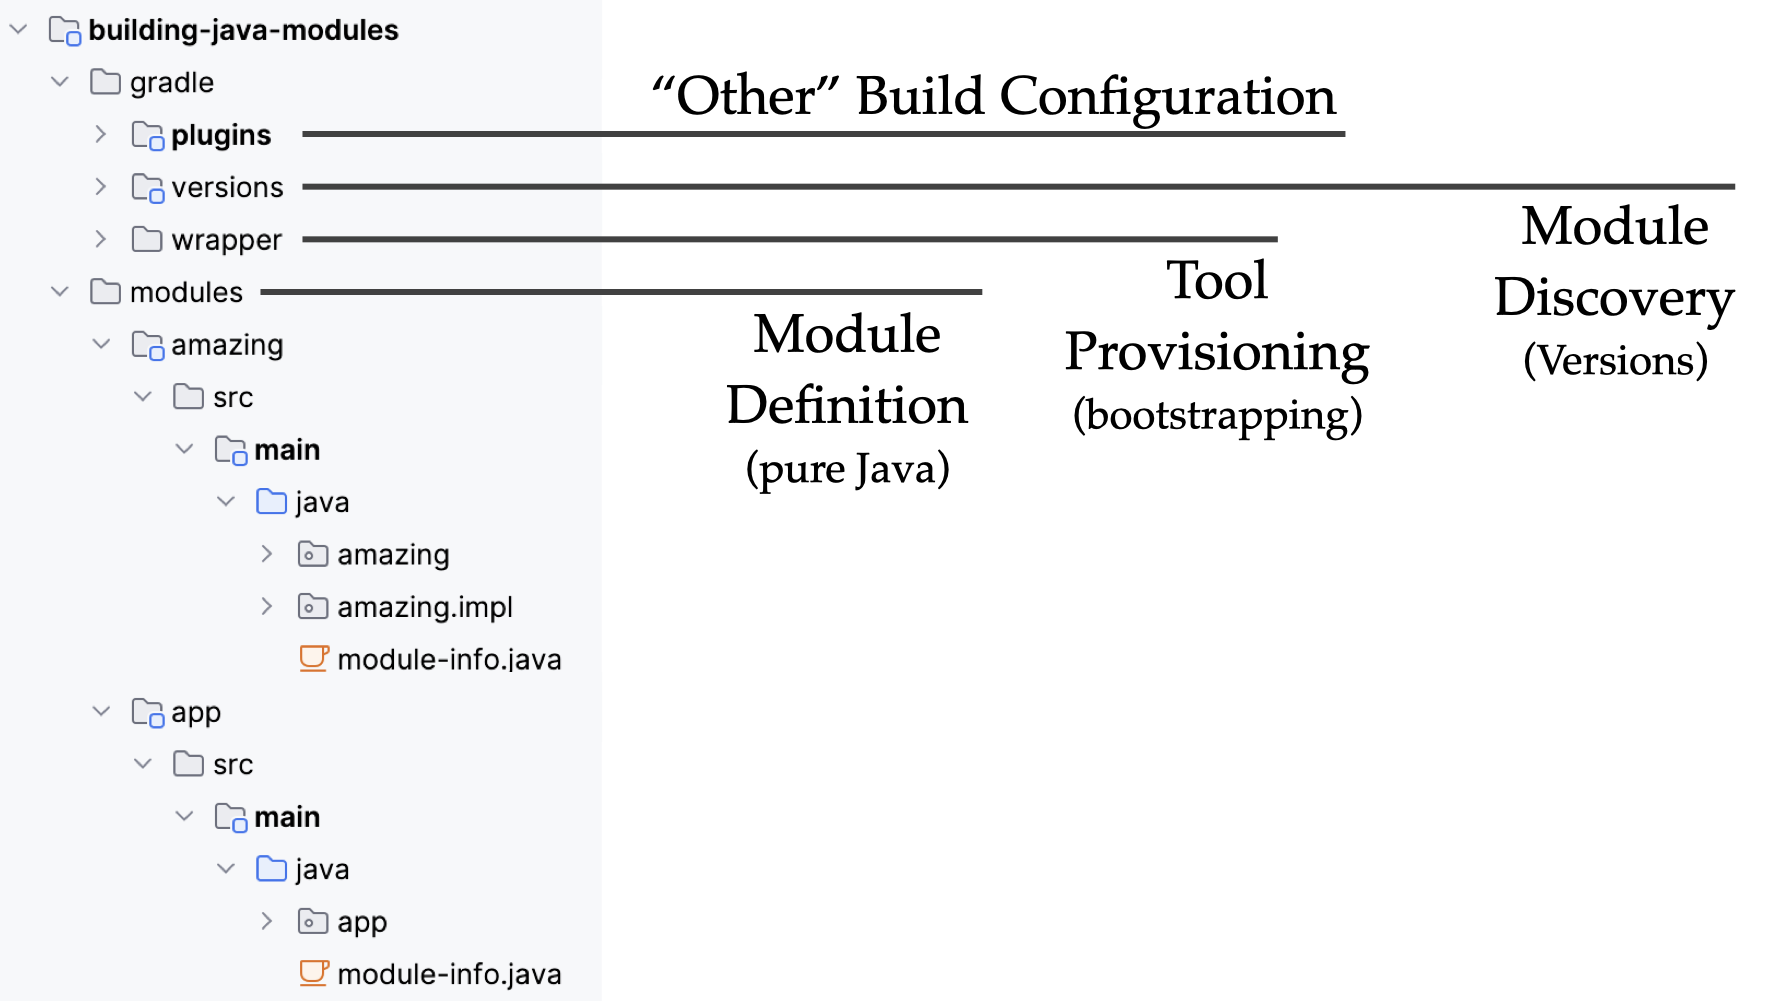 building-java-modules
gradle
plugins
versions
wrapper
modules
amazing
src
main
java
amazing
amazing.impl
module-info.java
app
src
main
java
app
module-info.java
“Other” Build Configuration
Module
Definition
(pure Java)
Tool
Provisioning
(bootstrapping)
Module
Discovery
(Versions)